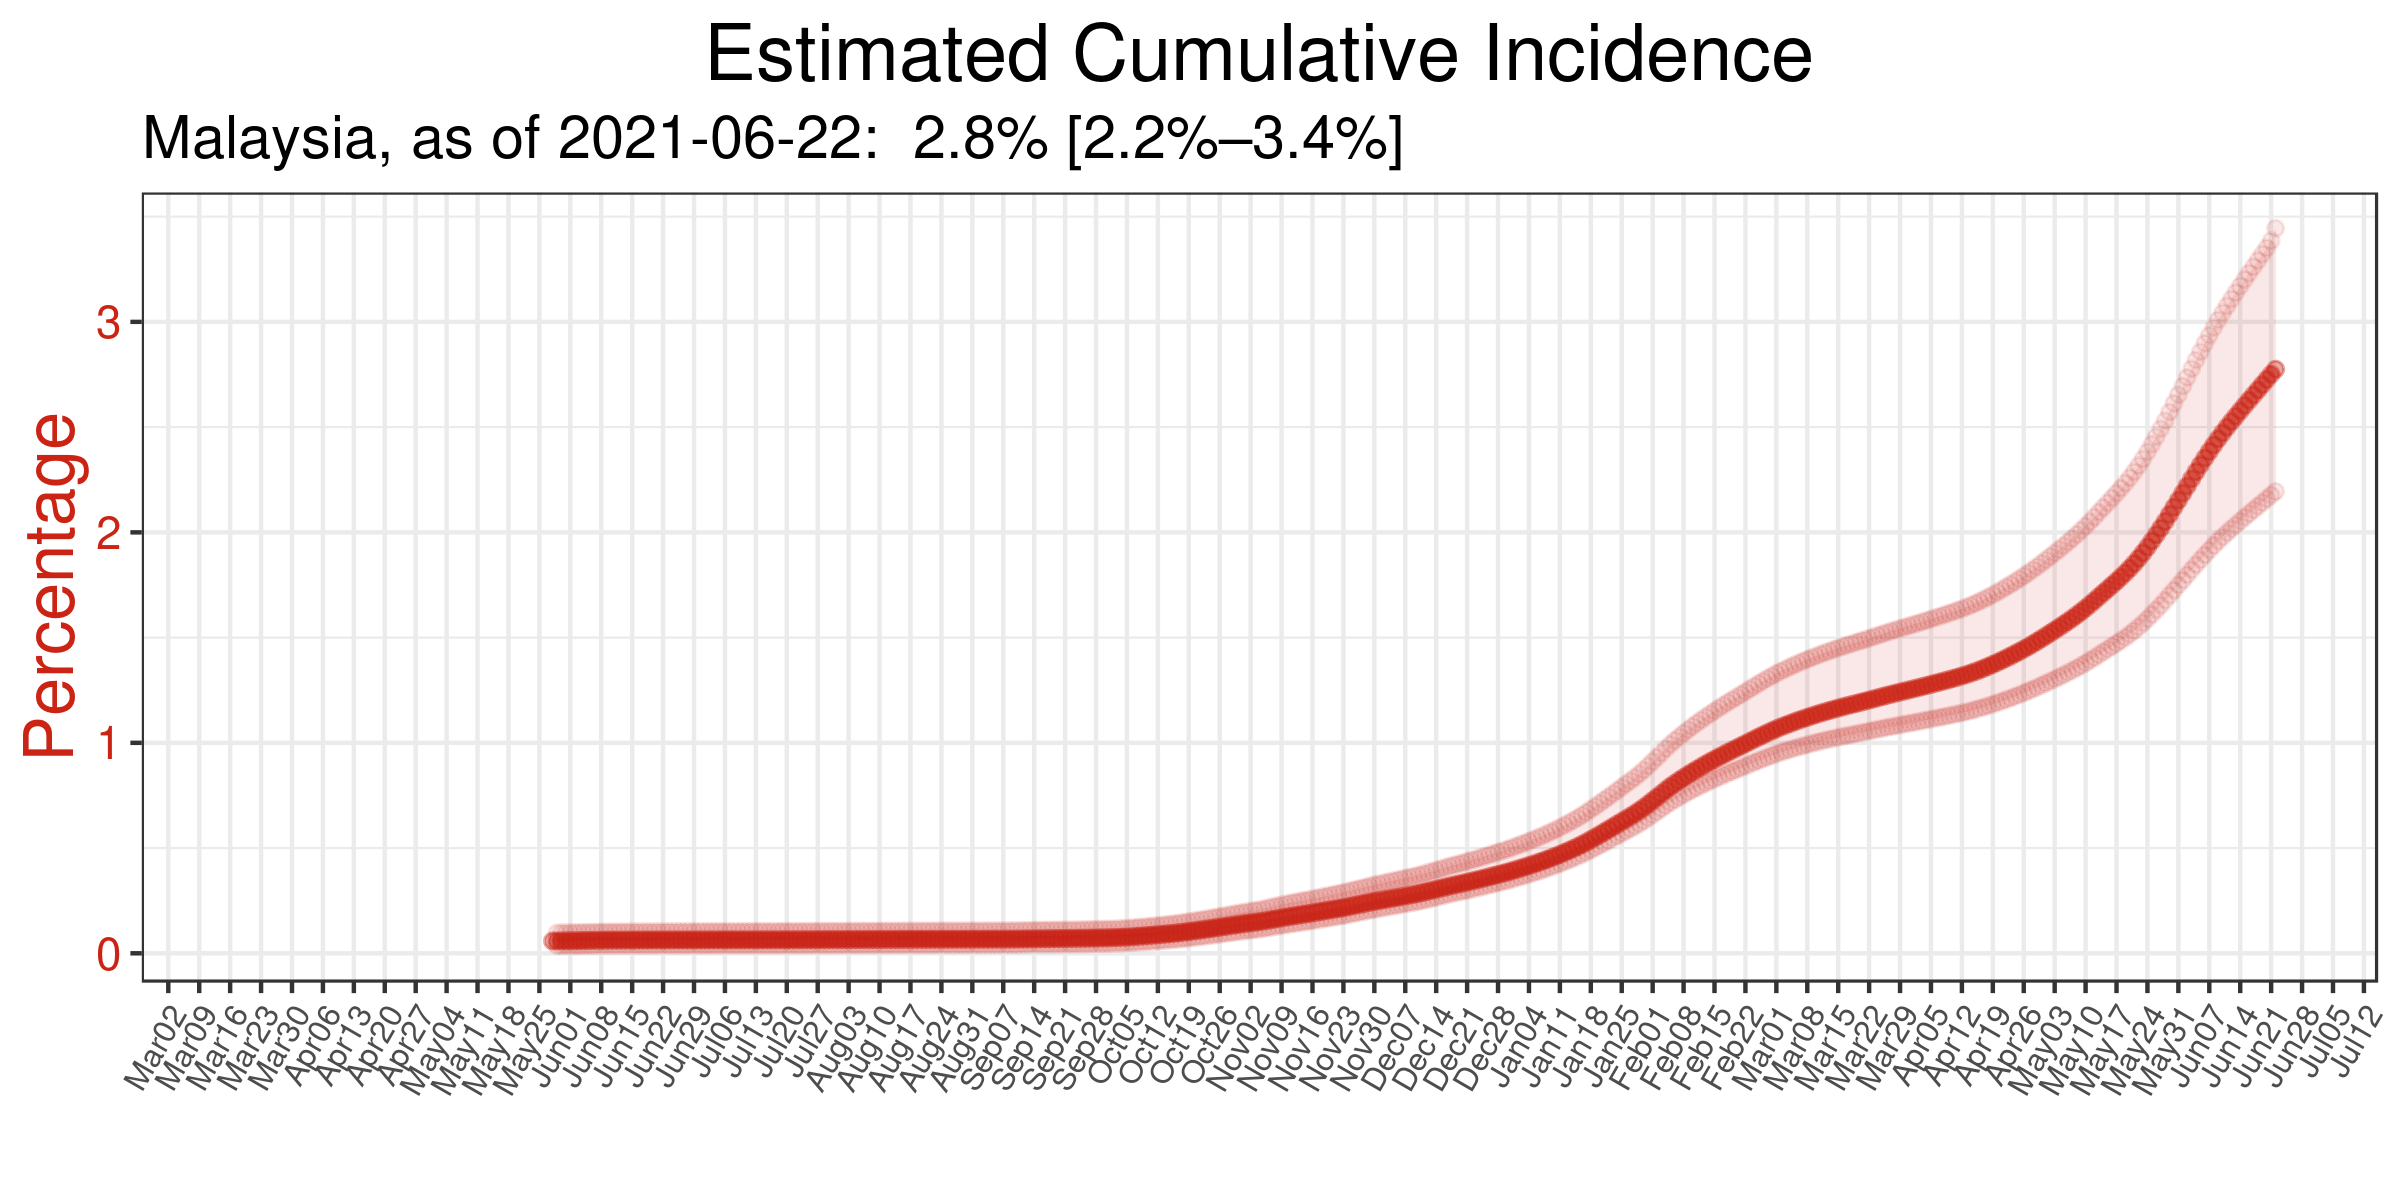 Estimated Cumulative Incidence
Malaysia, as of 2021-06-22: 2.8% [2.2%–3.4%]
Percentage
3
2
1
0
Mar02
Mar09
Mar16
Mar23
Mar30
Apr06
Apr13
Apr20
Apr27
May04
May11
May18
May25
Jun01
Jun08
Jun15
Jun22
Jun29
Jul06
Jul13
Jul20
Jul27
Aug03
Aug10
Aug17
Aug24
Aug31
Sep07
Sep14
Sep21
Sep28
Oct05
Oct12
Oct19
Oct26
Nov02
Nov09
Nov16
Nov23
Nov30
Dec07
Dec14
Dec21
Dec28
Jan04
Jan11
Jan18
Jan25
Feb01
Feb08
Feb15
Feb22
Mar01
Mar08
Mar15
Mar22
Mar29
Apr05
Apr12
Apr19
Apr26
May03
May10
May17
May24
May31
Jun07
Jun14
Jun21
Jun28
Jul05
Jul12